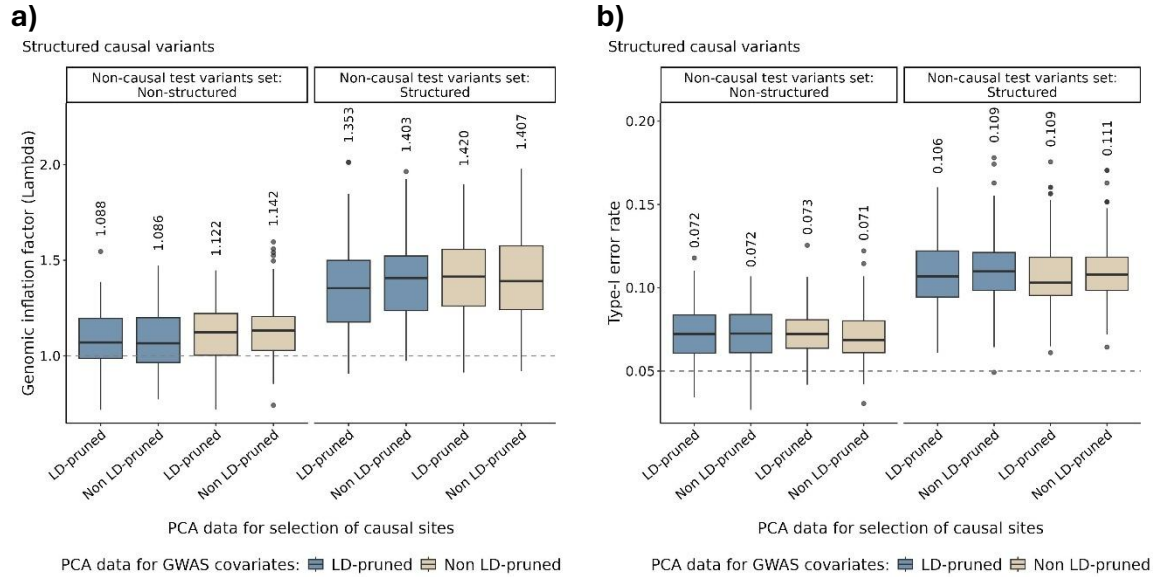 a)
Structured causal variants
Non-causal test variants set:
Non-structured
Non-causal test variants set:
Structured
Genomic inflation factor (Lambda)
2.0
1.5
1.0
1.088
1.086
1.122
1.142
1.353
1.403
1.420
1.407
LD-pruned
Non LD-pruned
LD-pruned
Non LD-pruned
LD-pruned
Non LD-pruned
LD-pruned
Non LD-pruned
PCA data for selection of causal sites
PCA data for GWAS covariates: LD-pruned Non LD-pruned
b)
Structured causal variants
Non-causal test variants set:
Non-structured
Non-causal test variants set:
Structured
Type-I error rate
0.20
0.15
0.10
0.05
0.072
0.072
0.073
0.071
0.106
0.109
0.109
0.111
LD-pruned
Non LD-pruned
LD-pruned
Non LD-pruned
LD-pruned
Non LD-pruned
LD-pruned
Non LD-pruned
PCA data for selection of causal sites
PCA data for GWAS covariates: LD-pruned Non LD-pruned